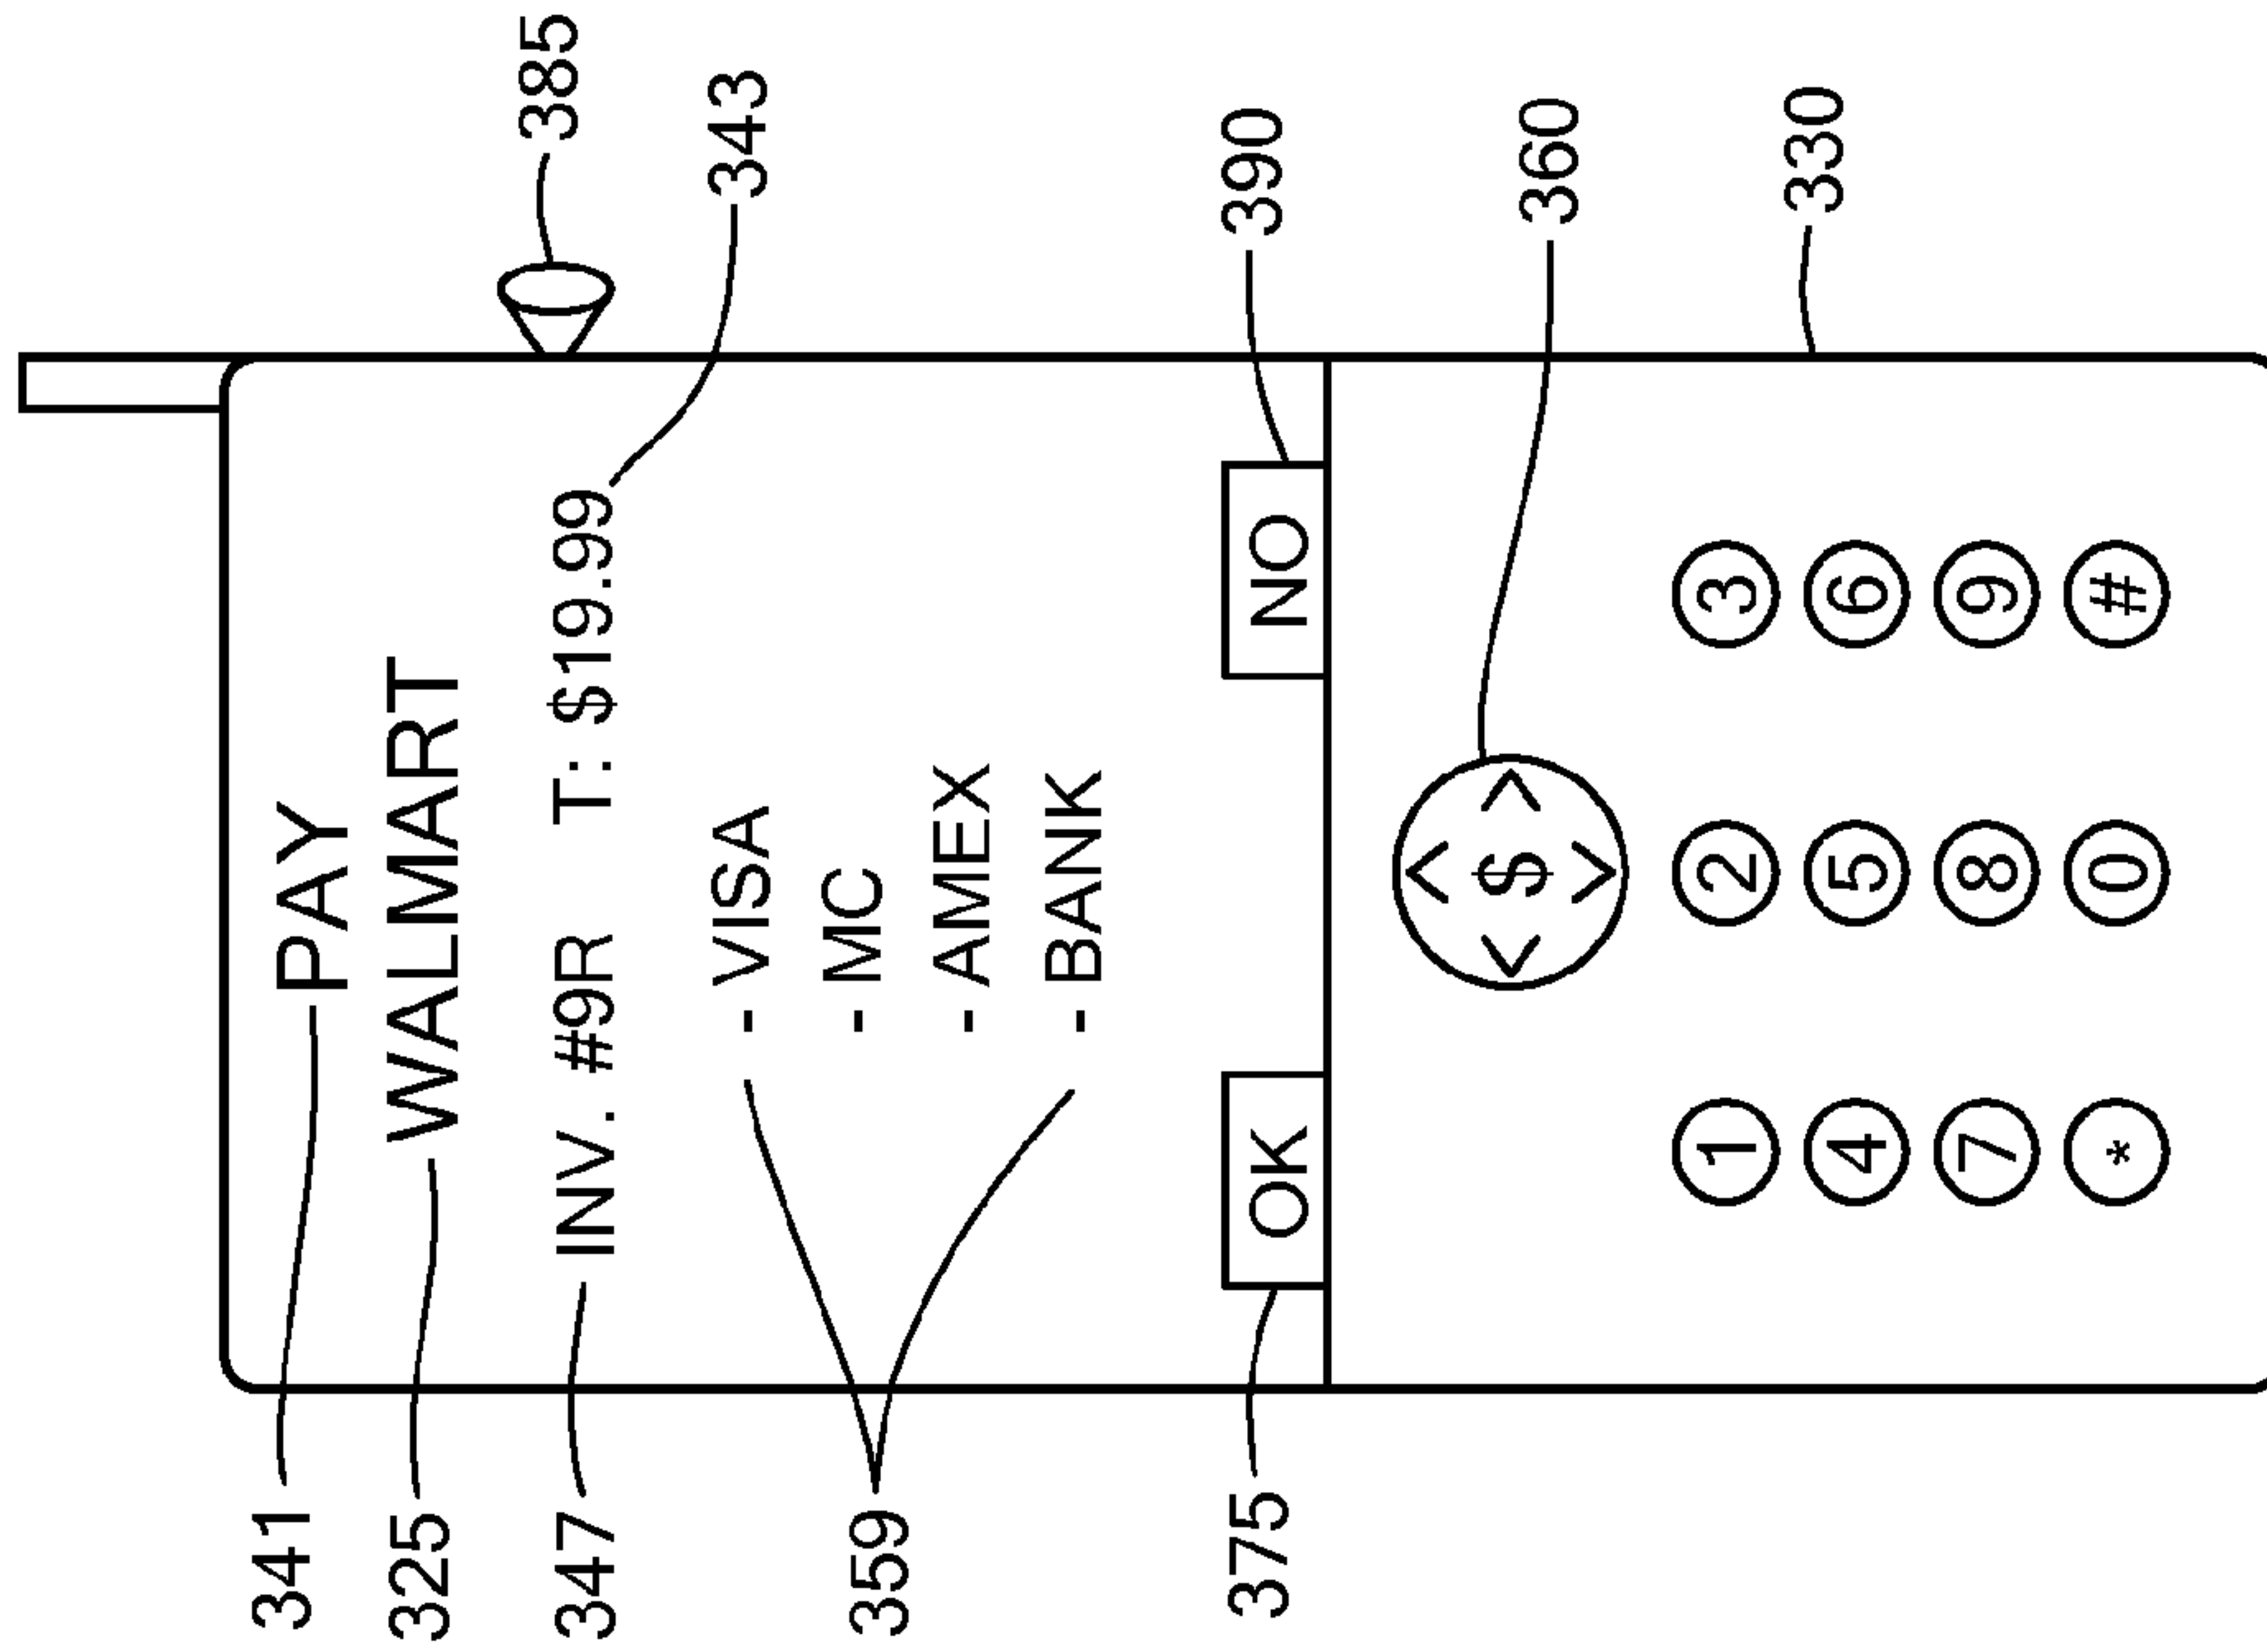 341 PAY
325 WALMART 385
347 INV. #9R T: $19.99 343
- VISA
359 - MC
- AMEX
- BANK
375 OK NO 390
< ^ $ v > 360
1 2 3 330
4 5 6
7 8 9
* 0 #